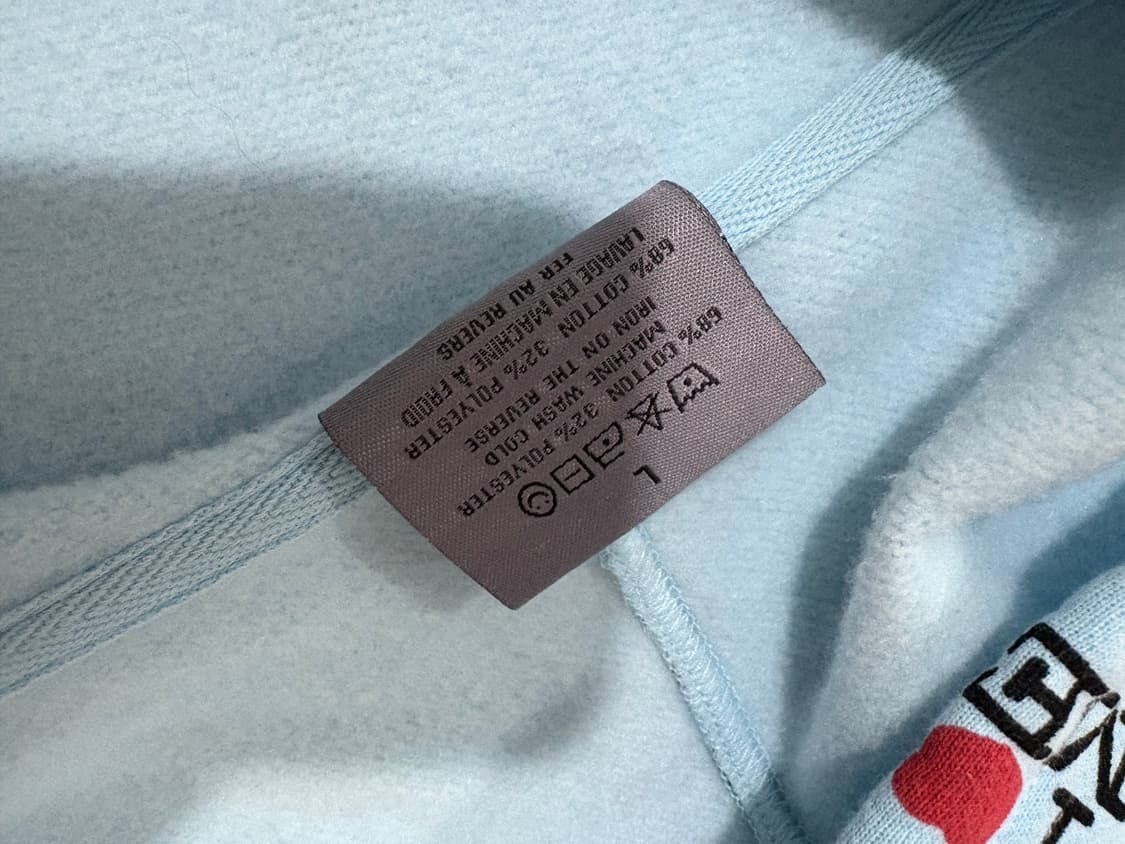 L
68% COTTON 32% POLYESTER
MACHINE WASH COLD
IRON ON THE REVERSE
68% COTTON 32% POLYESTER
LAVAGE EN MACHINE À FROID
FER AU REVERS